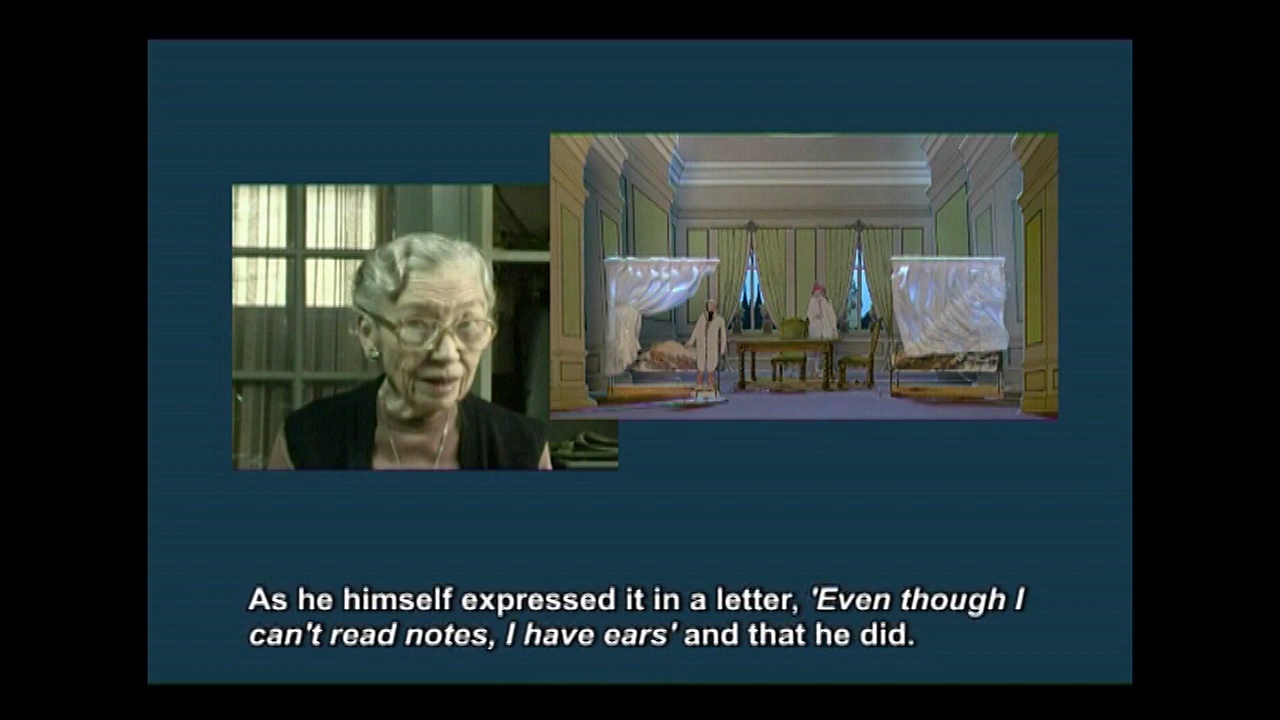 As he himself expressed it in a letter, 'Even though I
can't read notes, I have ears' and that he did.